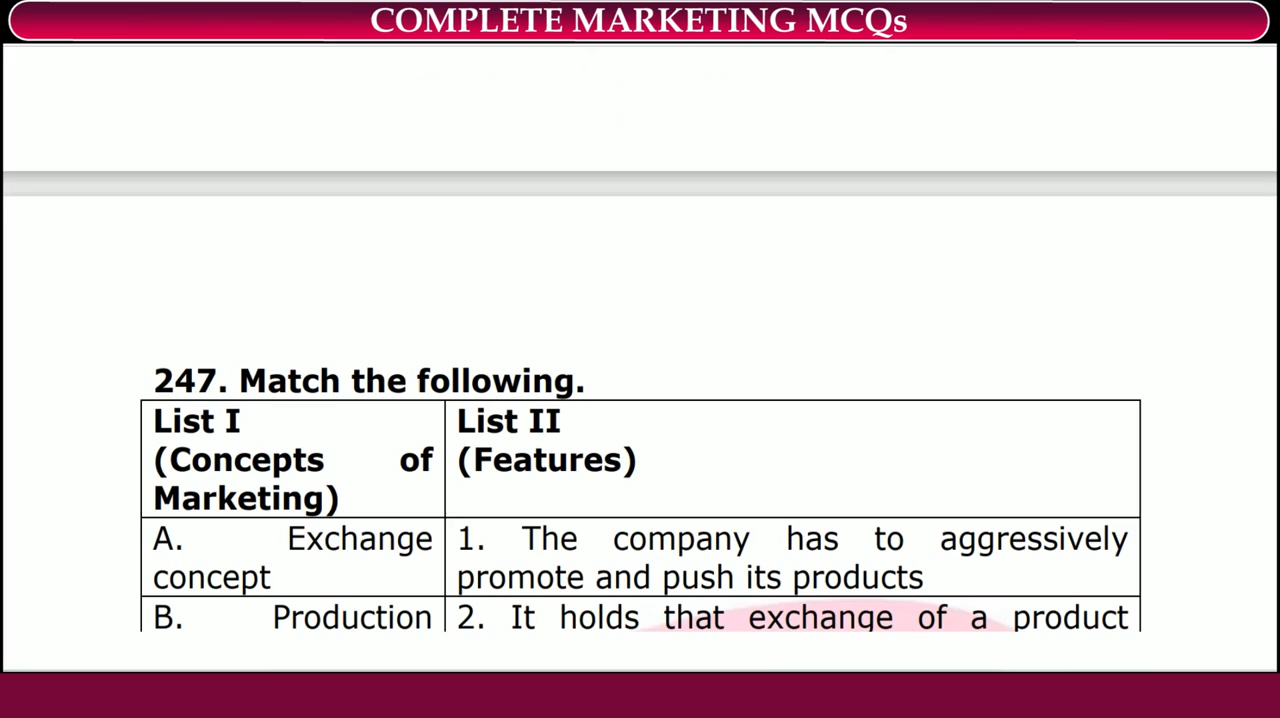 COMPLETE MARKETING MCQs
247. Match the following.
List I
(Concepts of
Marketing)
List II
(Features)
A. Exchange
concept
1. The company has to aggressively
promote and push its products
B. Production
2. It holds that exchange of a product